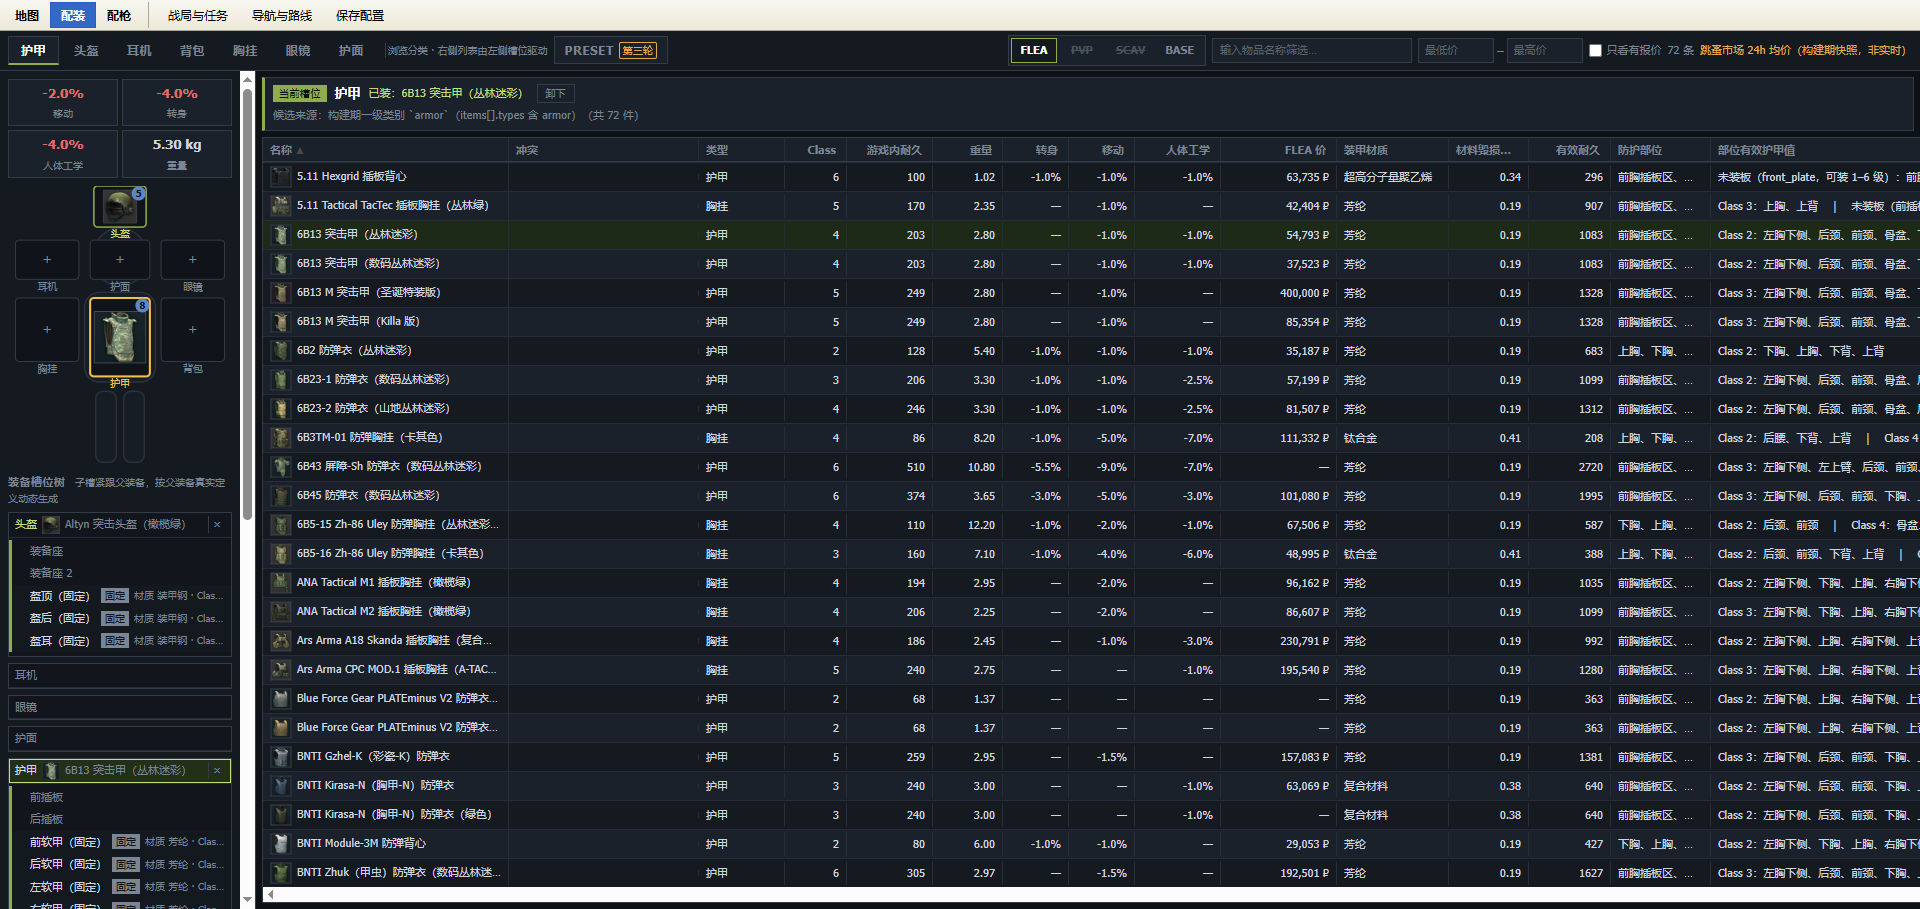 地图 配装 配枪 战局与任务 导航与路线 保存配置
护甲 头盔 耳机 背包 胸挂 眼镜 护面 浏览分类 · 右侧列表由左侧槽位驱动 PRESET 第三轮 FLEA PVP SCAV BASE 输入物品名称筛选... 最低价 – 最高价 只看有报价 72 条 跳蚤市场 24h 均价（构建期快照，非实时）
-2.0% -4.0%
移动 转身
-4.0% 5.30 kg
人体工学 重量
5
头盔
+ + +
耳机 护面 眼镜
+ 8 +
胸挂 护甲 背包
装备槽位树 子槽紧跟父装备，按父装备真实定
义动态生成
头盔 Altyn 突击头盔（橄榄绿） ×
装备座
装备座 2
盔顶（固定） 固定 材质 装甲钢 · Clas...
盔后（固定） 固定 材质 装甲钢 · Clas...
盔耳（固定） 固定 材质 装甲钢 · Clas...
耳机
眼镜
护面
护甲 6B13 突击甲（丛林迷彩） ×
前插板
后插板
前软甲（固定） 固定 材质 芳纶 · Clas...
后软甲（固定） 固定 材质 芳纶 · Clas...
左软甲（固定） 固定 材质 芳纶 · Clas...
右软甲（固定） 固定 材质 芳纶 · Clas...
当前槽位 护甲 已装：6B13 突击甲（丛林迷彩） 卸下
候选来源：构建期一级类别 `armor`（items[].types 含 armor）（共 72 件）
名称 ▲ 冲突 类型 Class 游戏内耐久 重量 转身 移动 人体工学 FLEA 价 装甲材质 材料毁损... 有效耐久 防护部位 部位有效护甲值
5.11 Hexgrid 插板背心 护甲 6 100 1.02 -1.0% -1.0% -1.0% 63,735 ₽ 超高分子量聚乙烯 0.34 296 前胸插板区、... 未装板（front_plate，可装 1–6 级）：前
5.11 Tactical TacTec 插板胸挂（丛林绿） 胸挂 5 170 2.35 — -1.0% — 42,404 ₽ 芳纶 0.19 907 前胸插板区、... Class 3：上胸、上背 | 未装板（前插
6B13 突击甲（丛林迷彩） 护甲 4 203 2.80 — -1.0% -1.0% 54,793 ₽ 芳纶 0.19 1083 前胸插板区、... Class 2：左胸下侧、后颈、前颈、骨盆、
6B13 突击甲（数码丛林迷彩） 护甲 4 203 2.80 — -1.0% -1.0% 37,523 ₽ 芳纶 0.19 1083 前胸插板区、... Class 2：左胸下侧、后颈、前颈、骨盆、
6B13 M 突击甲（圣诞特装版） 护甲 5 249 2.80 — -1.0% — 400,000 ₽ 芳纶 0.19 1328 前胸插板区、... Class 3：左胸下侧、后颈、前颈、骨盆、
6B13 M 突击甲（Killa 版） 护甲 5 249 2.80 — -1.0% — 85,354 ₽ 芳纶 0.19 1328 前胸插板区、... Class 3：左胸下侧、后颈、前颈、骨盆、
6B2 防弹衣（丛林迷彩） 护甲 2 128 5.40 -1.0% -1.0% -1.0% 35,187 ₽ 芳纶 0.19 683 上胸、下胸、... Class 2：下胸、上胸、下背、上背
6B23-1 防弹衣（数码丛林迷彩） 护甲 3 206 3.30 -1.0% -1.0% -2.5% 57,199 ₽ 芳纶 0.19 1099 前胸插板区、... Class 2：左胸下侧、后颈、前颈、骨盆、
6B23-2 防弹衣（山地丛林迷彩） 护甲 4 246 3.30 -1.0% -1.0% -2.5% 81,507 ₽ 芳纶 0.19 1312 前胸插板区、... Class 2：左胸下侧、后颈、前颈、骨盆、
6B3TM-01 防弹胸挂（卡其色） 胸挂 4 86 8.20 -1.0% -5.0% -7.0% 111,332 ₽ 钛合金 0.41 208 上胸、下胸、... Class 2：后腰、下背、上背 | Class 4
6B43 屏障-Sh 防弹衣（数码丛林迷彩） 护甲 6 510 10.80 -5.5% -9.0% -7.0% — 芳纶 0.19 2720 前胸插板区、... Class 3：左胸下侧、左上臂、后颈、前颈、
6B45 防弹衣（数码丛林迷彩） 护甲 6 374 3.65 -3.0% -5.0% -3.0% 101,080 ₽ 芳纶 0.19 1995 前胸插板区、... Class 3：左胸下侧、后颈、前颈、下胸、
6B5-15 Zh-86 Uley 防弹胸挂（丛林迷彩... 胸挂 4 110 12.20 -1.0% -2.0% -1.0% 67,506 ₽ 芳纶 0.19 587 下胸、上胸、... Class 2：后颈、前颈 | Class 4：骨盆、
6B5-16 Zh-86 Uley 防弹胸挂（卡其色） 胸挂 3 160 7.10 -1.0% -4.0% -6.0% 48,995 ₽ 钛合金 0.41 388 上胸、下胸、... Class 2：后颈、前颈、下背、上背 |
ANA Tactical M1 插板胸挂（橄榄绿） 胸挂 4 194 2.95 — -2.0% — 96,162 ₽ 芳纶 0.19 1035 前胸插板区、... Class 2：左胸下侧、下胸、上胸、右胸下
ANA Tactical M2 插板胸挂（橄榄绿） 胸挂 4 206 2.25 — -2.0% — 86,607 ₽ 芳纶 0.19 1099 前胸插板区、... Class 3：左胸下侧、下胸、上胸、右胸下
Ars Arma A18 Skanda 插板胸挂（复合... 胸挂 4 186 2.45 — -1.0% -3.0% 230,791 ₽ 芳纶 0.19 992 前胸插板区、... Class 2：左胸下侧、上胸、右胸下侧、上
Ars Arma CPC MOD.1 插板胸挂（A-TAC... 胸挂 5 240 2.75 — — -1.0% 195,540 ₽ 芳纶 0.19 1280 前胸插板区、... Class 3：左胸下侧、上胸、右胸下侧、上
Blue Force Gear PLATEminus V2 防弹衣... 护甲 2 68 1.37 — — — — 芳纶 0.19 363 前胸插板区、... Class 2：左胸下侧、上胸、右胸下侧、上
Blue Force Gear PLATEminus V2 防弹衣... 护甲 2 68 1.37 — — — — 芳纶 0.19 363 前胸插板区、... Class 2：左胸下侧、上胸、右胸下侧、上
BNTI Gzhel-K（彩瓷-K）防弹衣 护甲 5 259 2.95 — -1.5% — 157,083 ₽ 芳纶 0.19 1381 前胸插板区、... Class 3：左胸下侧、后颈、前颈、下胸、
BNTI Kirasa-N（胸甲-N）防弹衣 护甲 3 240 3.00 — — -1.0% 63,069 ₽ 复合材料 0.38 640 前胸插板区、... Class 2：左胸下侧、后颈、前颈、下胸、
BNTI Kirasa-N（胸甲-N）防弹衣（绿色） 护甲 3 240 3.00 — — -1.0% — 复合材料 0.38 640 前胸插板区、... Class 2：左胸下侧、后颈、前颈、下胸、
BNTI Module-3M 防弹背心 护甲 2 80 6.00 -1.0% -1.0% — 29,053 ₽ 芳纶 0.19 427 下胸、上胸、... Class 2：左胸下侧、下胸、上胸、右胸下
BNTI Zhuk（甲虫）防弹衣（数码丛林迷... 护甲 6 305 2.97 — -1.5% — 192,501 ₽ 芳纶 0.19 1627 前胸插板区、... Class 3：左胸下侧、后颈、前颈、下胸、